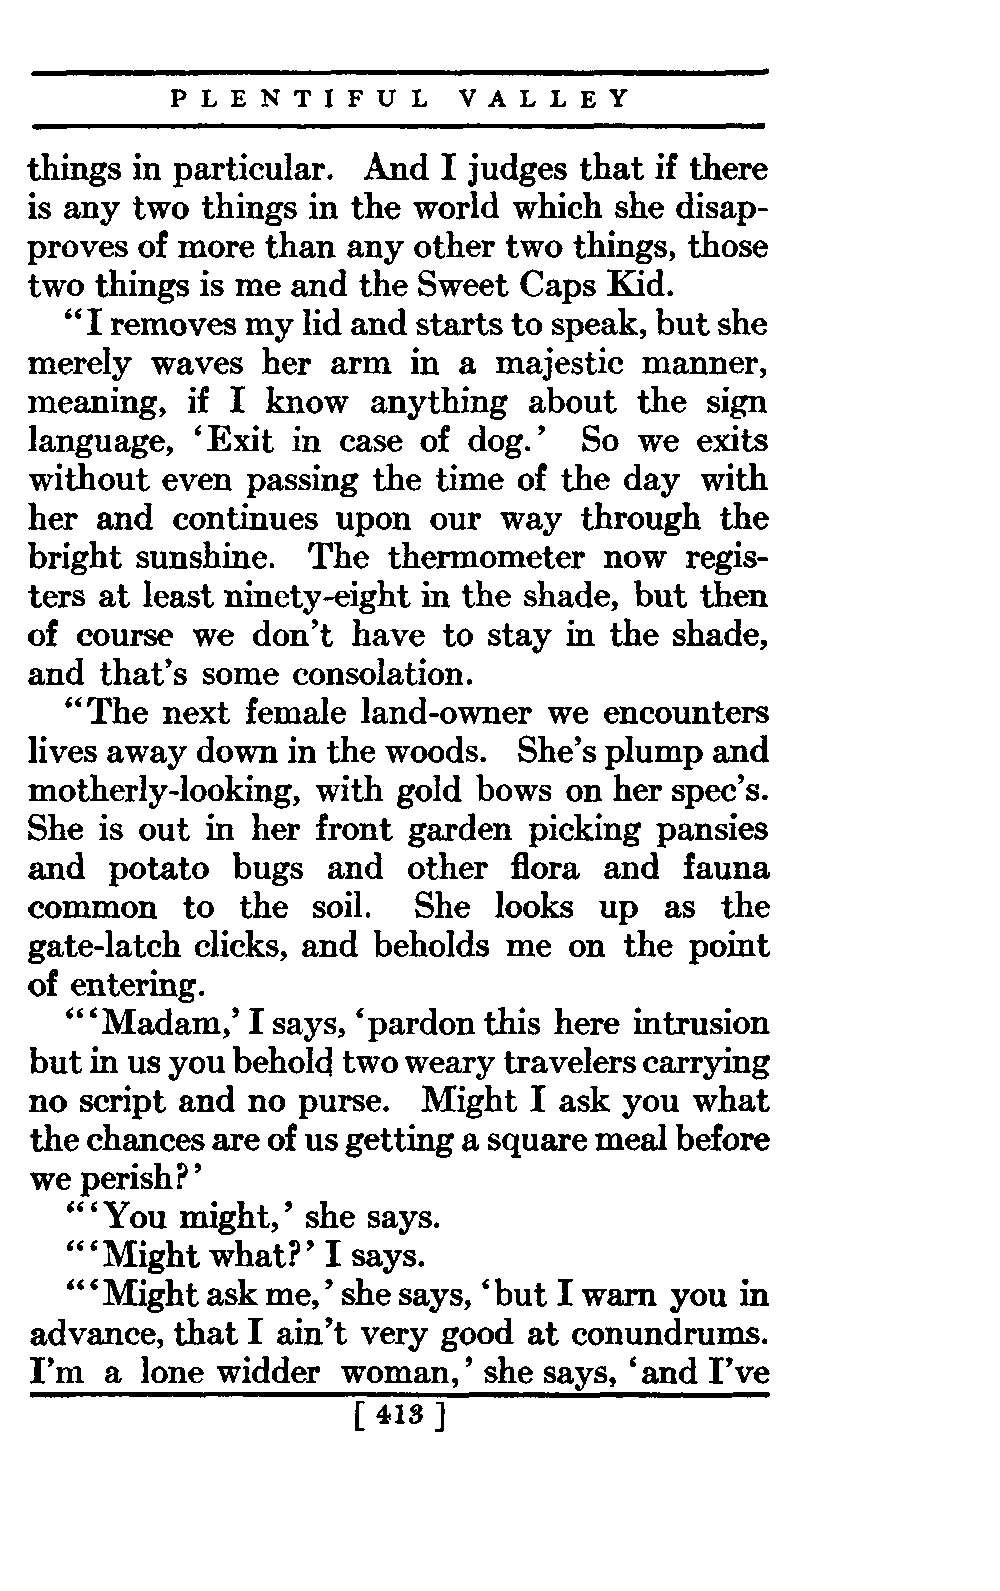 PLENTIFUL VALLEY
things in particular. And I judges that if there
is any two things in the world which she disap-
proves of more than any other two things, those
two things is me and the Sweet Caps Kid.
“I removes my lid and starts to speak, but she
merely waves her arm in a majestic manner,
meaning, if I know anything about the sign
language, ‘Exit in case of dog.’ So we exits
without even passing the time of the day with
her and continues upon our way through the
bright sunshine. The thermometer now regis-
ters at least ninety-eight in the shade, but then
of course we don’t have to stay in the shade,
and that’s some consolation.
“The next female land-owner we encounters
lives away down in the woods. She’s plump and
motherly-looking, with gold bows on her spec’s.
She is out in her front garden picking pansies
and potato bugs and other flora and fauna
common to the soil. She looks up as the
gate-latch clicks, and beholds me on the point
of entering.
“‘Madam,’ I says, ‘pardon this here intrusion
but in us you behold two weary travelers carrying
no script and no purse. Might I ask you what
the chances are of us getting a square meal before
we perish?’
“‘You might,’ she says.
“‘Might what?’ I says.
“‘Might ask me,’ she says, ‘but I warn you in
advance, that I ain’t very good at conundrums.
I’m a lone widder woman,’ she says, ‘and I’ve
[ 413 ]